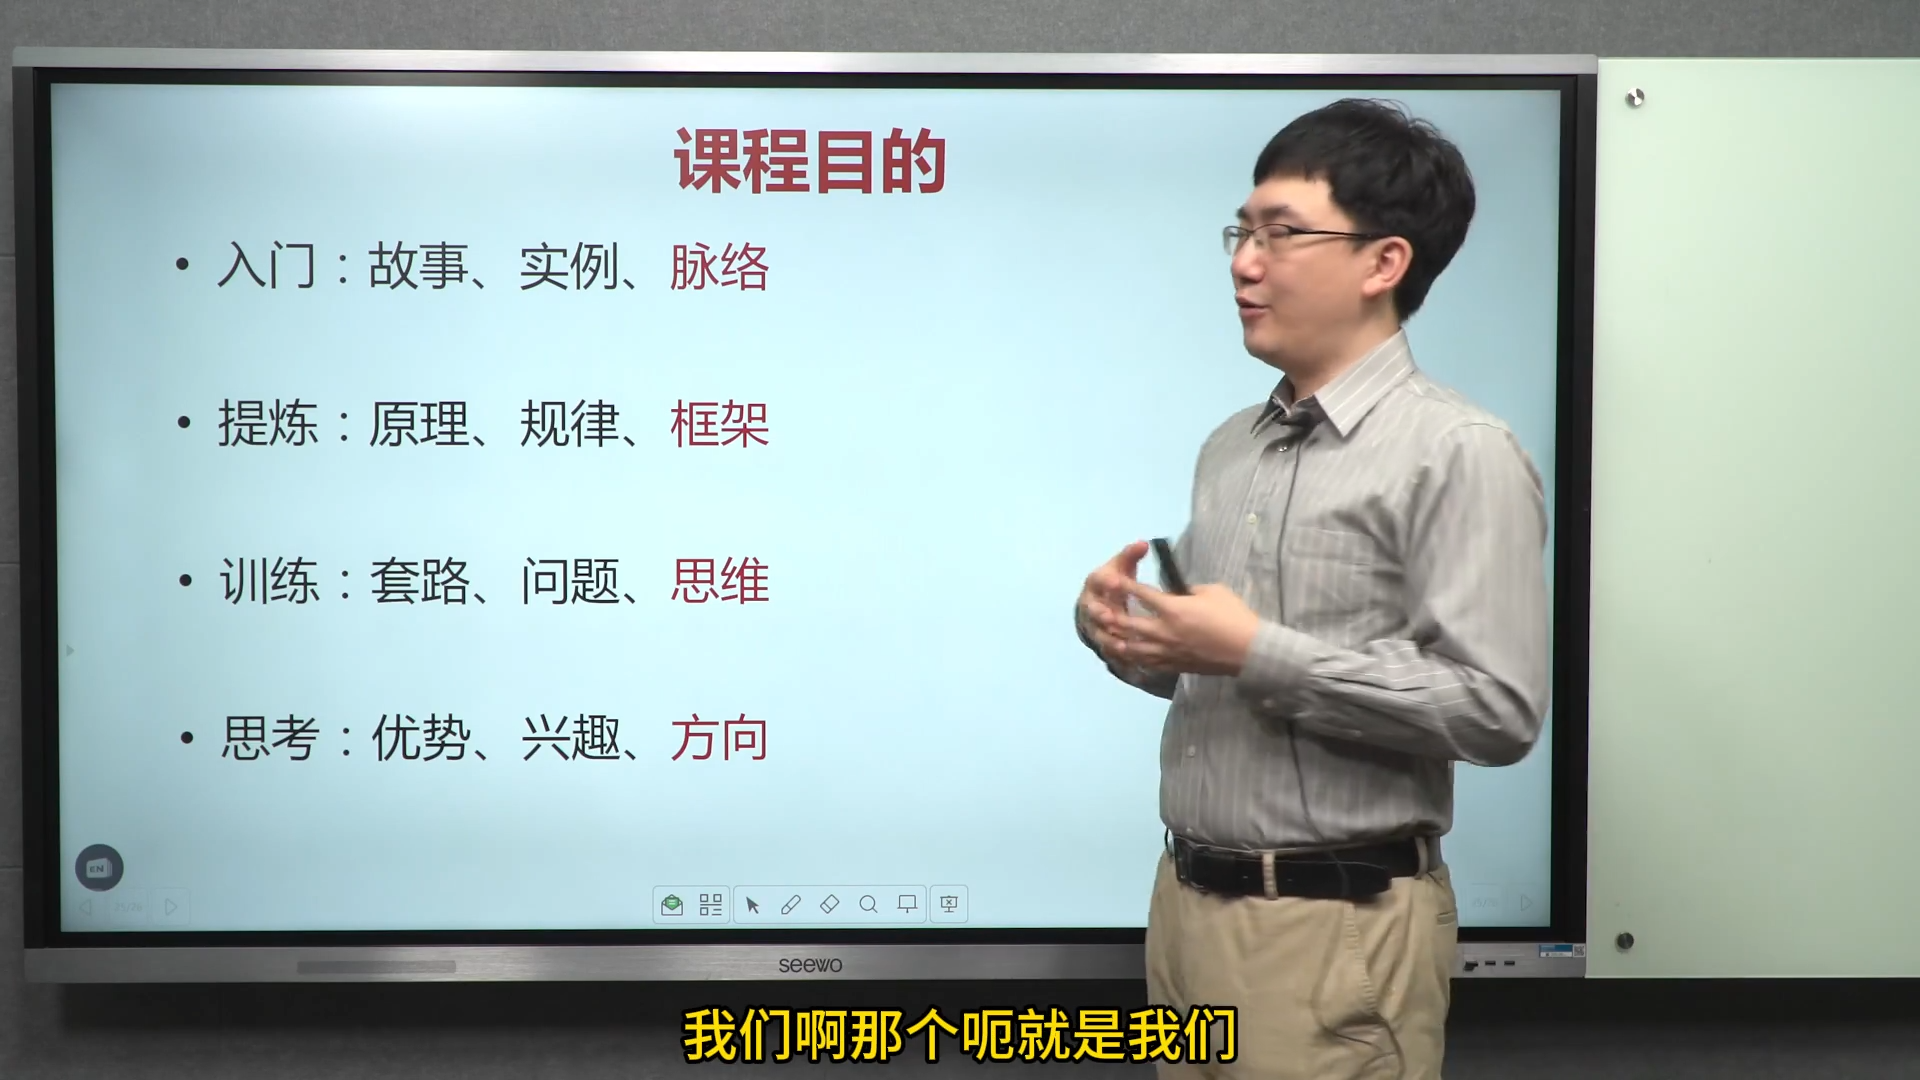 课程目的
• 入门：故事、实例、脉络
• 提炼：原理、规律、框架
• 训练：套路、问题、思维
• 思考：优势、兴趣、方向
EN
seewo
我们啊那个呃就是我们